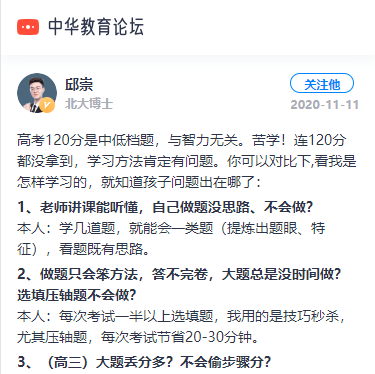 中华教育论坛
邱崇
关注他
北大博士
2020-11-11
高考120分是中低档题，与智力无关。苦学！连120分
都没拿到，学习方法肯定有问题。你可以对比下,看我是
怎样学习的，就知道孩子问题出在哪了：
1、老师讲课能听懂，自己做题没思路、不会做？
本人：学几道题，就能会一类题（提炼出题眼、特
征），看题既有思路。
2、做题只会笨方法，答不完卷，大题总是没时间做？
选填压轴题不会做？
本人：每次考试一半以上选填题，我用的是技巧秒杀，
尤其压轴题，每次考试节省20-30分钟。
3、（高三）大题丢分多？不会偷步骤分？